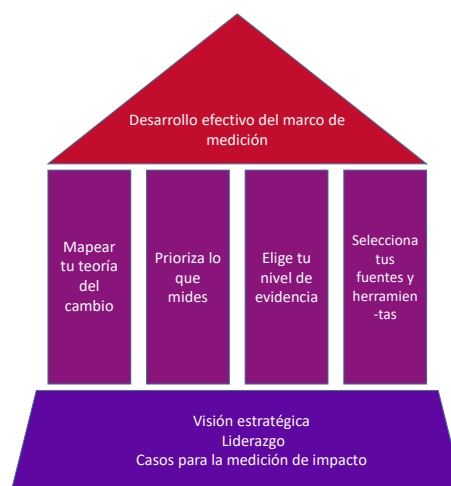 Desarrollo efectivo del marco de
medición
Mapear
tu teoría
del
cambio
Prioriza lo
que
mides
Elige tu
nivel de
evidencia
Selecciona
tus
fuentes y
herramien
-tas
Visión estratégica
Liderazgo
Casos para la medición de impacto